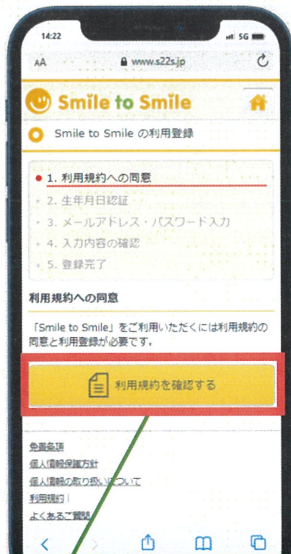 14:22
5G
AA
www.s22s.jp
Smile to Smile
Smile to Smile の利用登録
1. 利用規約への同意
2. 生年月日認証
3. メールアドレス・パスワード入力
4. 入力内容の確認
5. 登録完了
利用規約への同意
「Smile to Smile」をご利用いただくには利用規約の
同意と利用登録が必要です。
利用規約を確認する
免責条項
個人情報保護方針
個人情報の取り扱いについて
利用規約
よくあるご質問